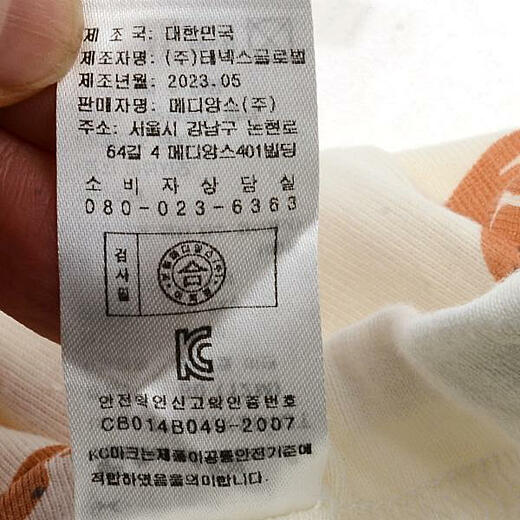 제 조 국: 대한민국
제조자명: (주)테넥스글로벌
제조년월: 2023.05
판매자명: 메디앙스(주)
주소: 서울시 강남구 논현로
64길 4 메디앙스401빌딩
소 비 자 상 담 실
080-023-6363
검사필
合
안전확인신고확인증번호
CB014B049-2007
KC마크는제품이공통안전기준에
적합하였음을의미합니다.